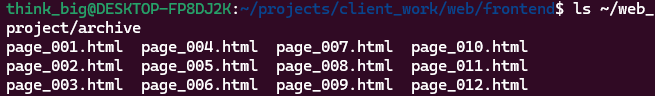 think_big@DESKTOP-FP8DJ2K:~/projects/client_work/web/frontend$ ls ~/web_
project/archive
page_001.html  page_004.html  page_007.html  page_010.html
page_002.html  page_005.html  page_008.html  page_011.html
page_003.html  page_006.html  page_009.html  page_012.html